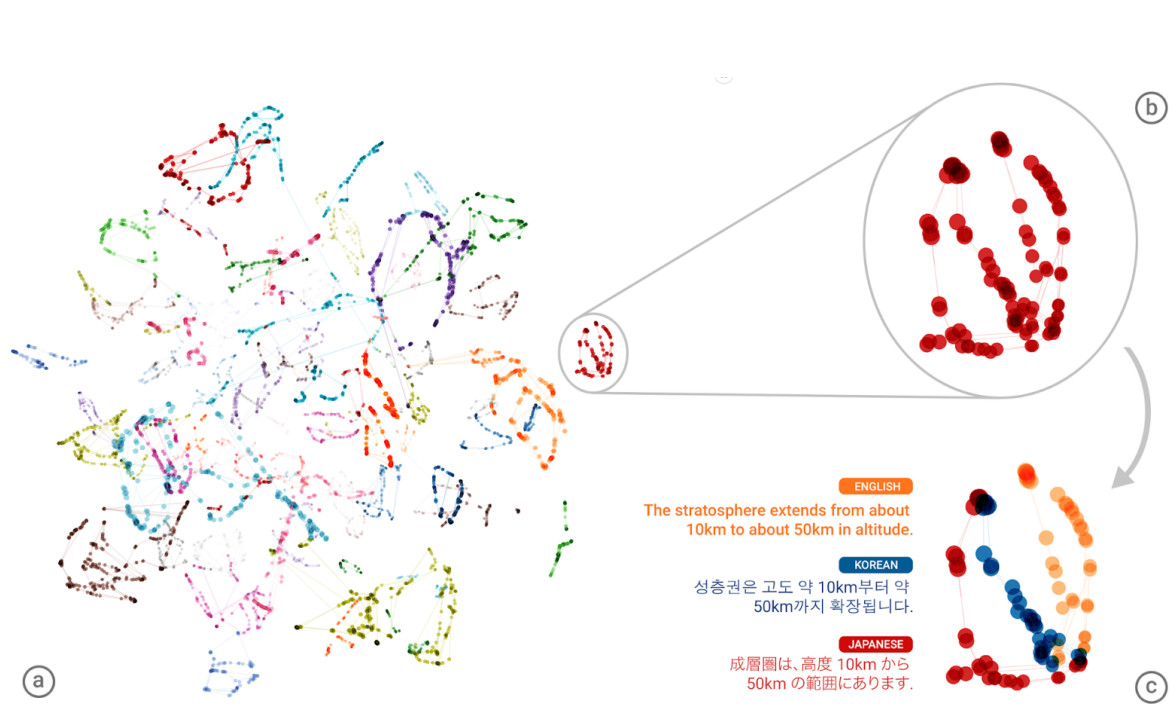 b
ENGLISH
The stratosphere extends from about
10km to about 50km in altitude.
KOREAN
성층권은 고도 약 10km부터 약
50km까지 확장됩니다.
JAPANESE
成層圏は、高度 10km から
50km の範囲にあります。
a
c